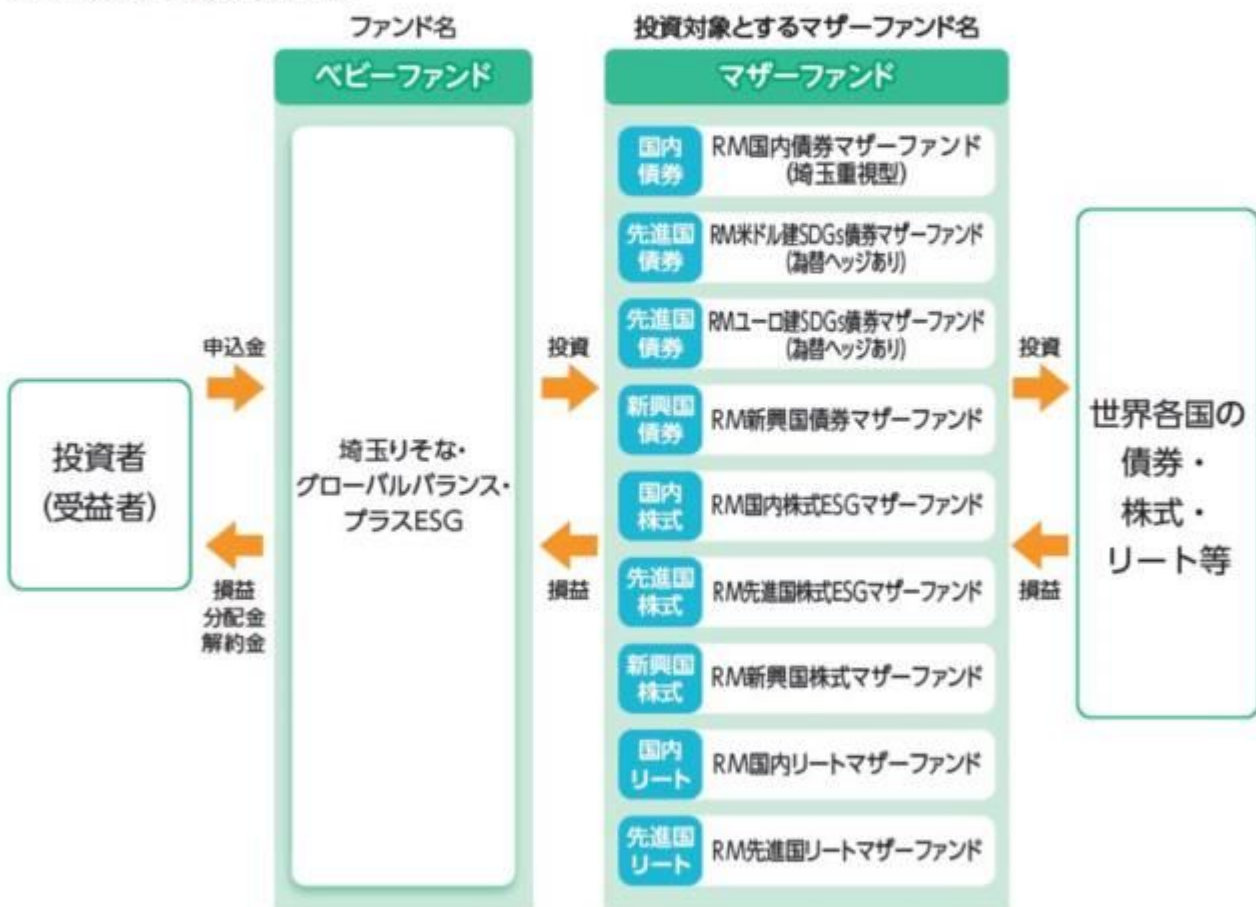 ファンド名
投資対象とするマザーファンド名
ベビーファンド
マザーファンド
投資者
(受益者)
申込金
損益
分配金
解約金
埼玉りそな・
グローバルバランス・
プラスESG
投資
損益
国内
債券
RM国内債券マザーファンド
(埼玉重視型)
先進国
債券
RM米ドル建SDGs債券マザーファンド
(為替ヘッジあり)
先進国
債券
RMユーロ建SDGs債券マザーファンド
(為替ヘッジあり)
新興国
債券
RM新興国債券マザーファンド
国内
株式
RM国内株式ESGマザーファンド
先進国
株式
RM先進国株式ESGマザーファンド
新興国
株式
RM新興国株式マザーファンド
国内
リート
RM国内リートマザーファンド
先進国
リート
RM先進国リートマザーファンド
投資
損益
世界各国の
債券・
株式・
リート等